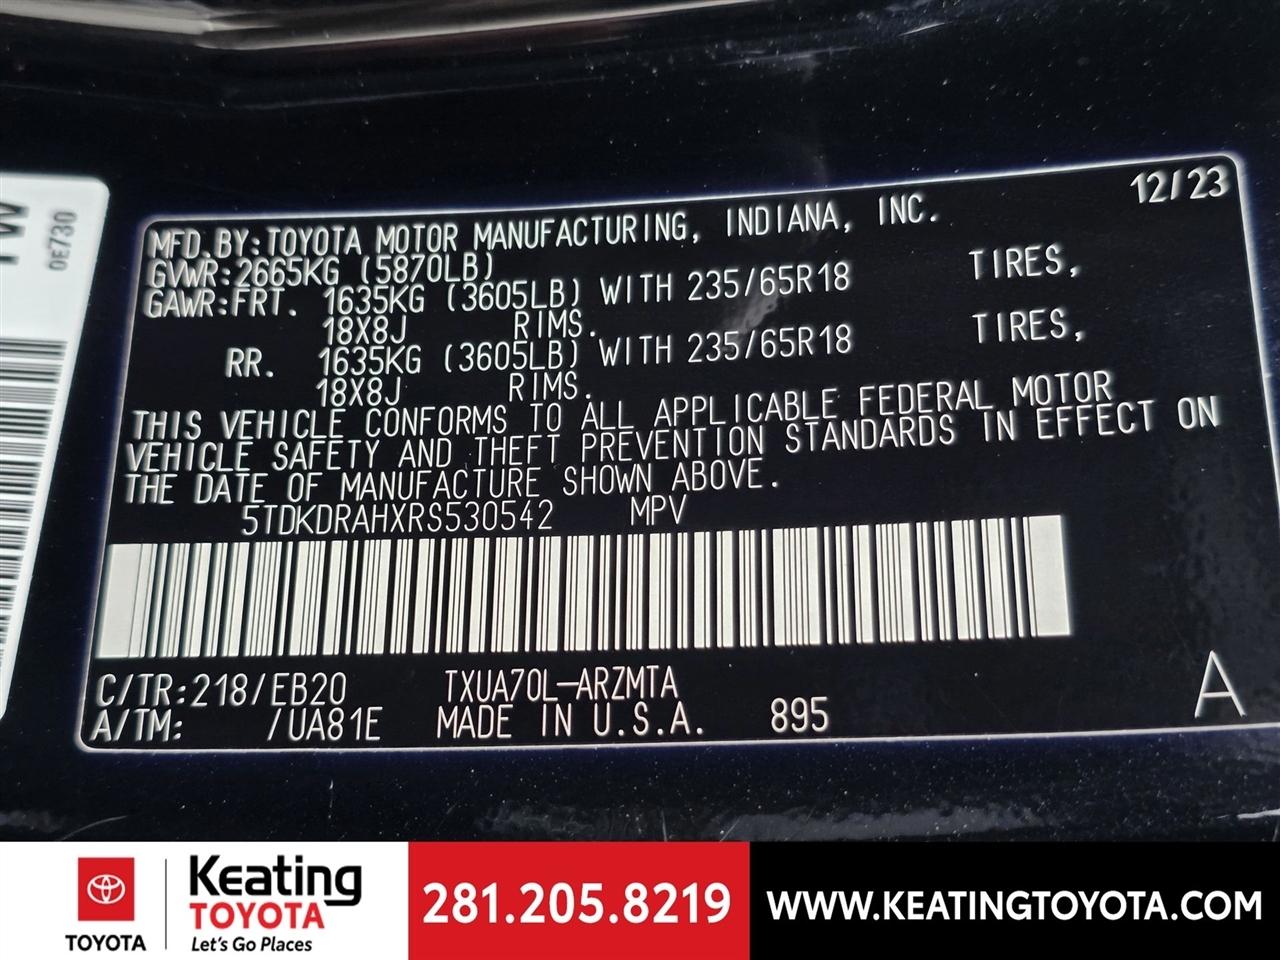 TW
0E730
12/23
MFD.BY:TOYOTA MOTOR MANUFACTURING, INDIANA, INC.
GVWR:2665KG (5870LB)
GAWR:FRT. 1635KG (3605LB) WITH 235/65R18 TIRES,
18X8J RIMS.
RR. 1635KG (3605LB) WITH 235/65R18 TIRES,
18X8J RIMS.
THIS VEHICLE CONFORMS TO ALL APPLICABLE FEDERAL MOTOR
VEHICLE SAFETY AND THEFT PREVENTION STANDARDS IN EFFECT ON
THE DATE OF MANUFACTURE SHOWN ABOVE.
5TDKDRAHXRS530542 MPV
C/TR:218/EB20 TXUA70L-ARZMTA
A/TM: /UA81E MADE IN U.S.A. 895
A
TOYOTA
Keating
TOYOTA
Let's Go Places
281.205.8219
WWW.KEATINGTOYOTA.COM